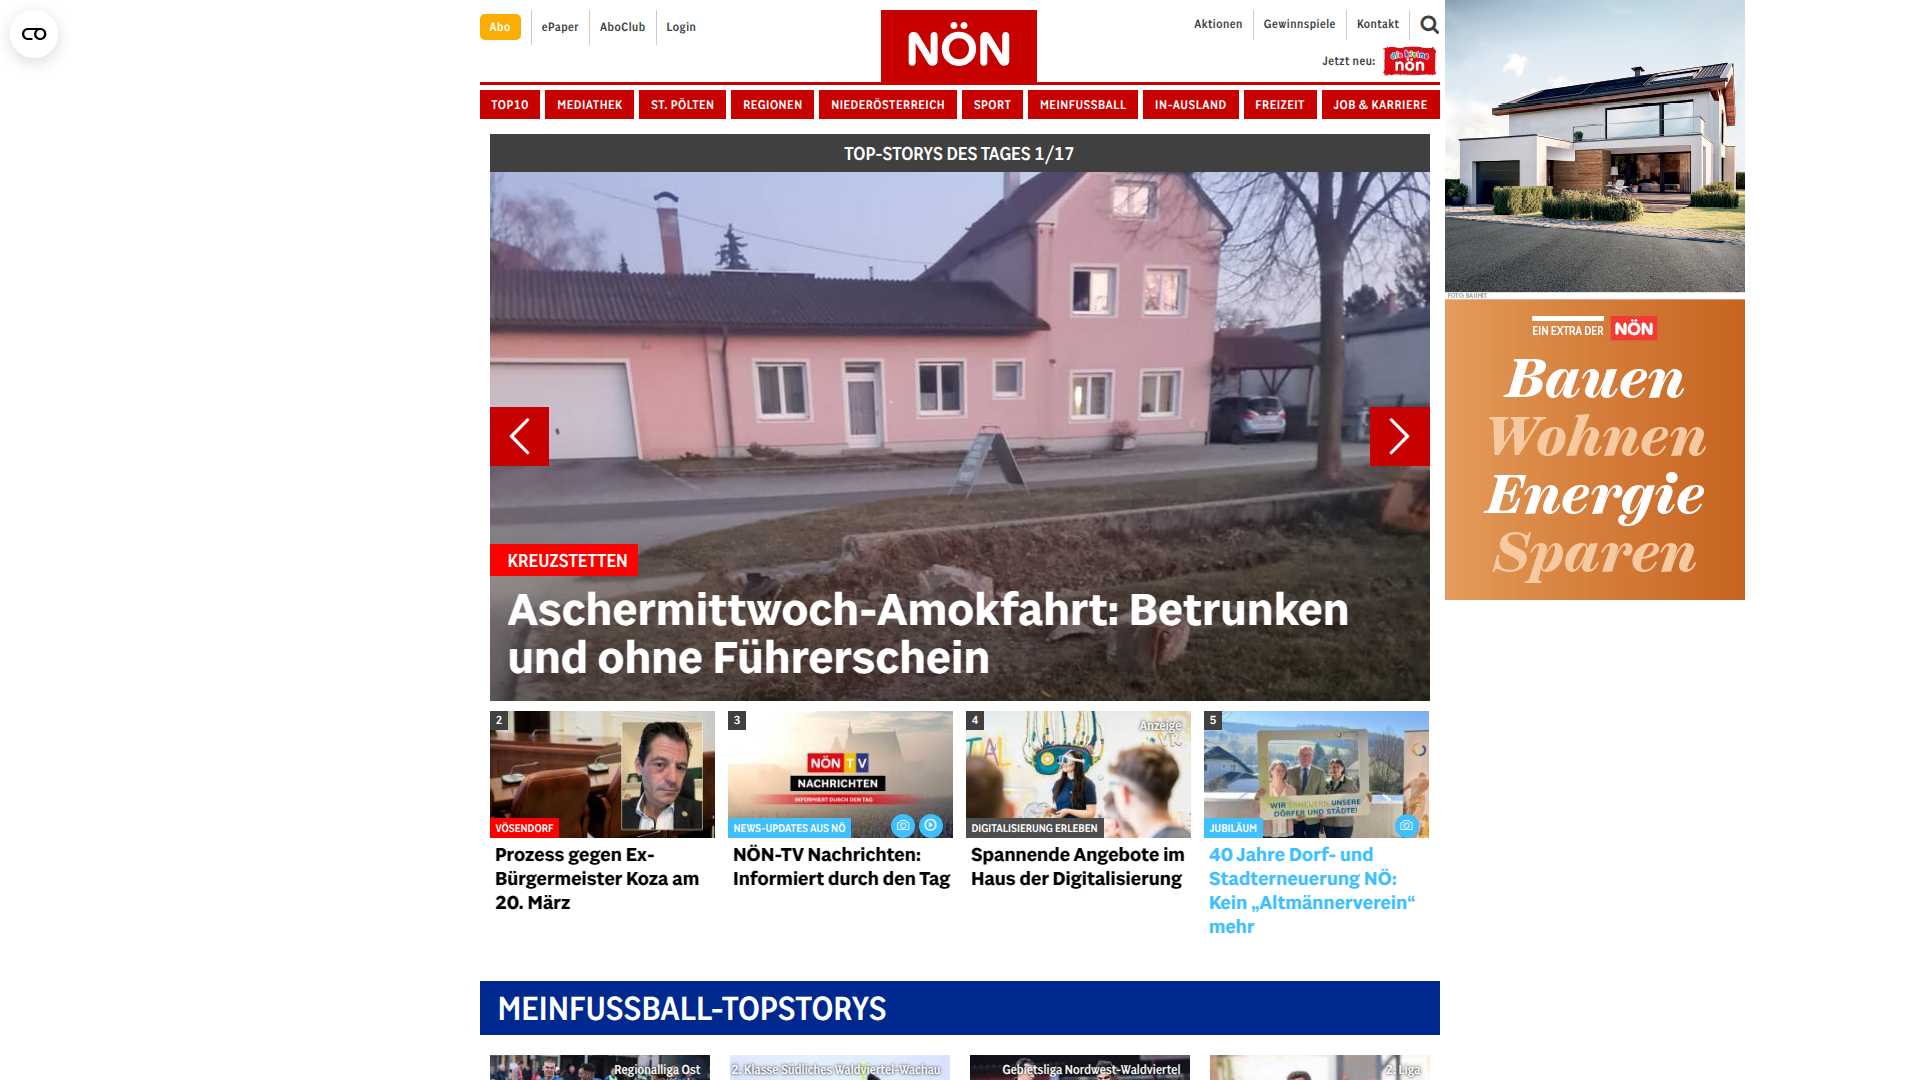 Abo
ePaper
AboClub
Login
NÖN
Aktionen
Gewinnspiele
Kontakt
Jetzt neu:
die kleine
nön
TOP10
MEDIATHEK
ST. PÖLTEN
REGIONEN
NIEDERÖSTERREICH
SPORT
MEINFUSSBALL
IN-AUSLAND
FREIZEIT
JOB & KARRIERE
TOP-STORYS DES TAGES 1/17
KREUZSTETTEN
Aschermittwoch-Amokfahrt: Betrunken
und ohne Führerschein
FOTO: BAUMIT
EIN EXTRA DER NÖN
Bauen
Wohnen
Energie
Sparen
2
VÖSENDORF
Prozess gegen Ex-
Bürgermeister Koza am
20. März
3
NÖN TV
NACHRICHTEN
INFORMIERT DURCH DEN TAG
NEWS-UPDATES AUS NÖ
NÖN-TV Nachrichten:
Informiert durch den Tag
4
Anzeige
DIGITALISIERUNG ERLEBEN
Spannende Angebote im
Haus der Digitalisierung
5
WIR ERNEUERN UNSERE
DÖRFER UND STÄDTE!
JUBILÄUM
40 Jahre Dorf- und
Stadterneuerung NÖ:
Kein „Altmännerverein“
mehr
MEINFUSSBALL-TOPSTORYS
Regionalliga Ost
2. Klasse Südliches Waldviertel-Wachau
Gebietsliga Nordwest-Waldviertel
2. Liga